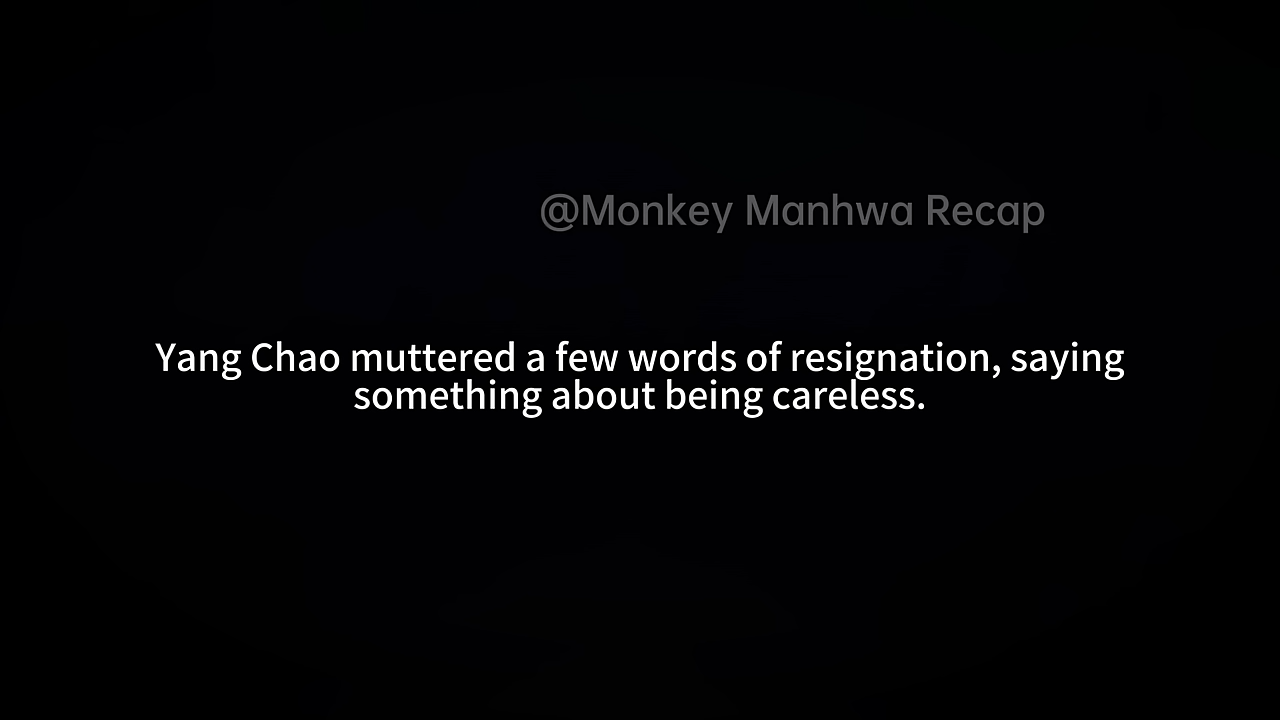 @Monkey Manhwa Recap
Yang Chao muttered a few words of resignation, saying
something about being careless.